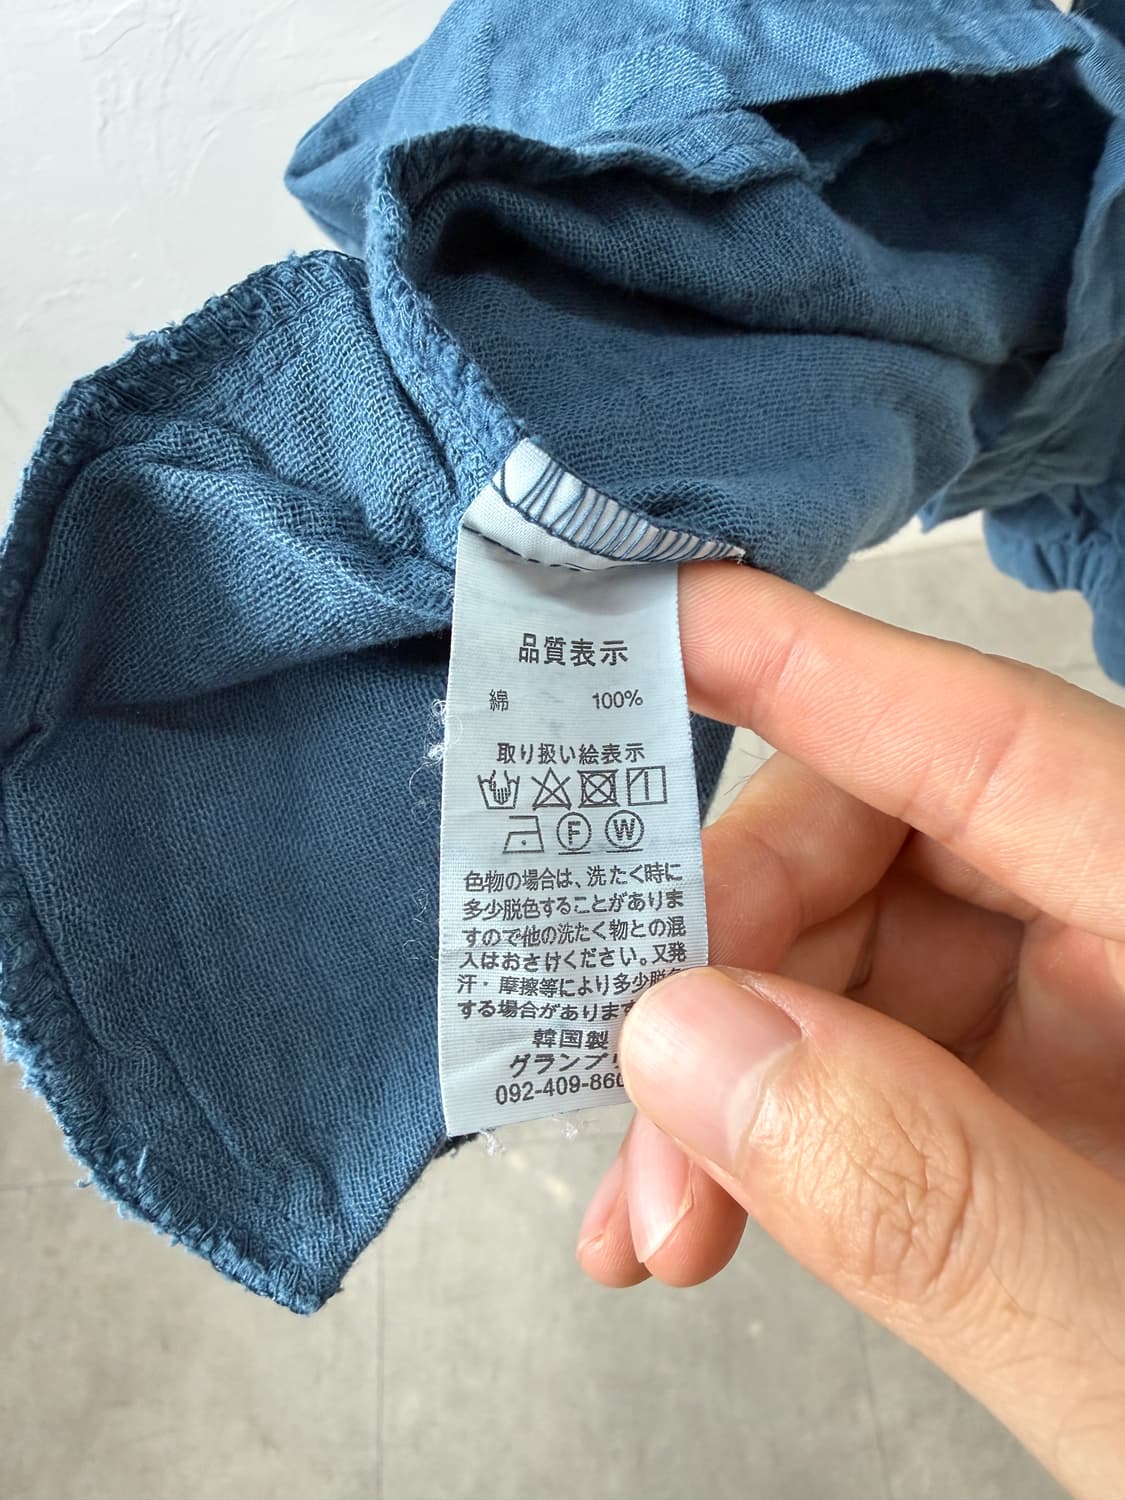 品質表示
綿 100%
取り扱い絵表示
F W
色物の場合は、洗たく時に
多少脱色することがありま
すので他の洗たく物との混
入はおさけください。又発
汗・摩擦等により多少脱色
する場合があります
韓国製
グランプリ
092-409-860